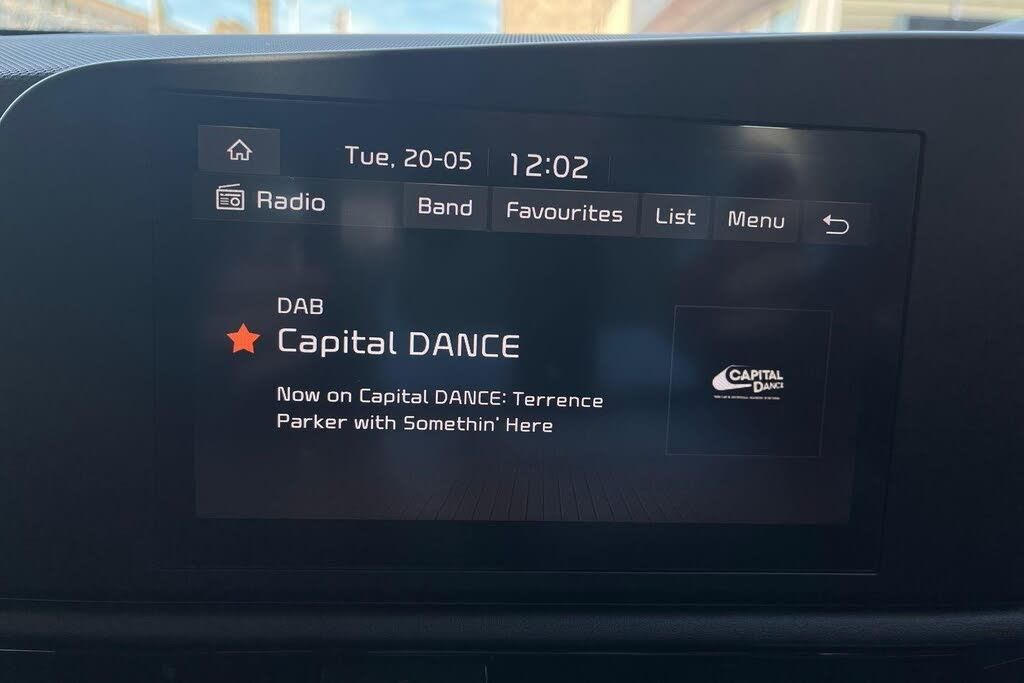 Tue, 20-05 12:02
Radio Band Favourites List Menu
DAB
Capital DANCE
Now on Capital DANCE: Terrence
Parker with Somethin' Here
CAPITAL
DANCE